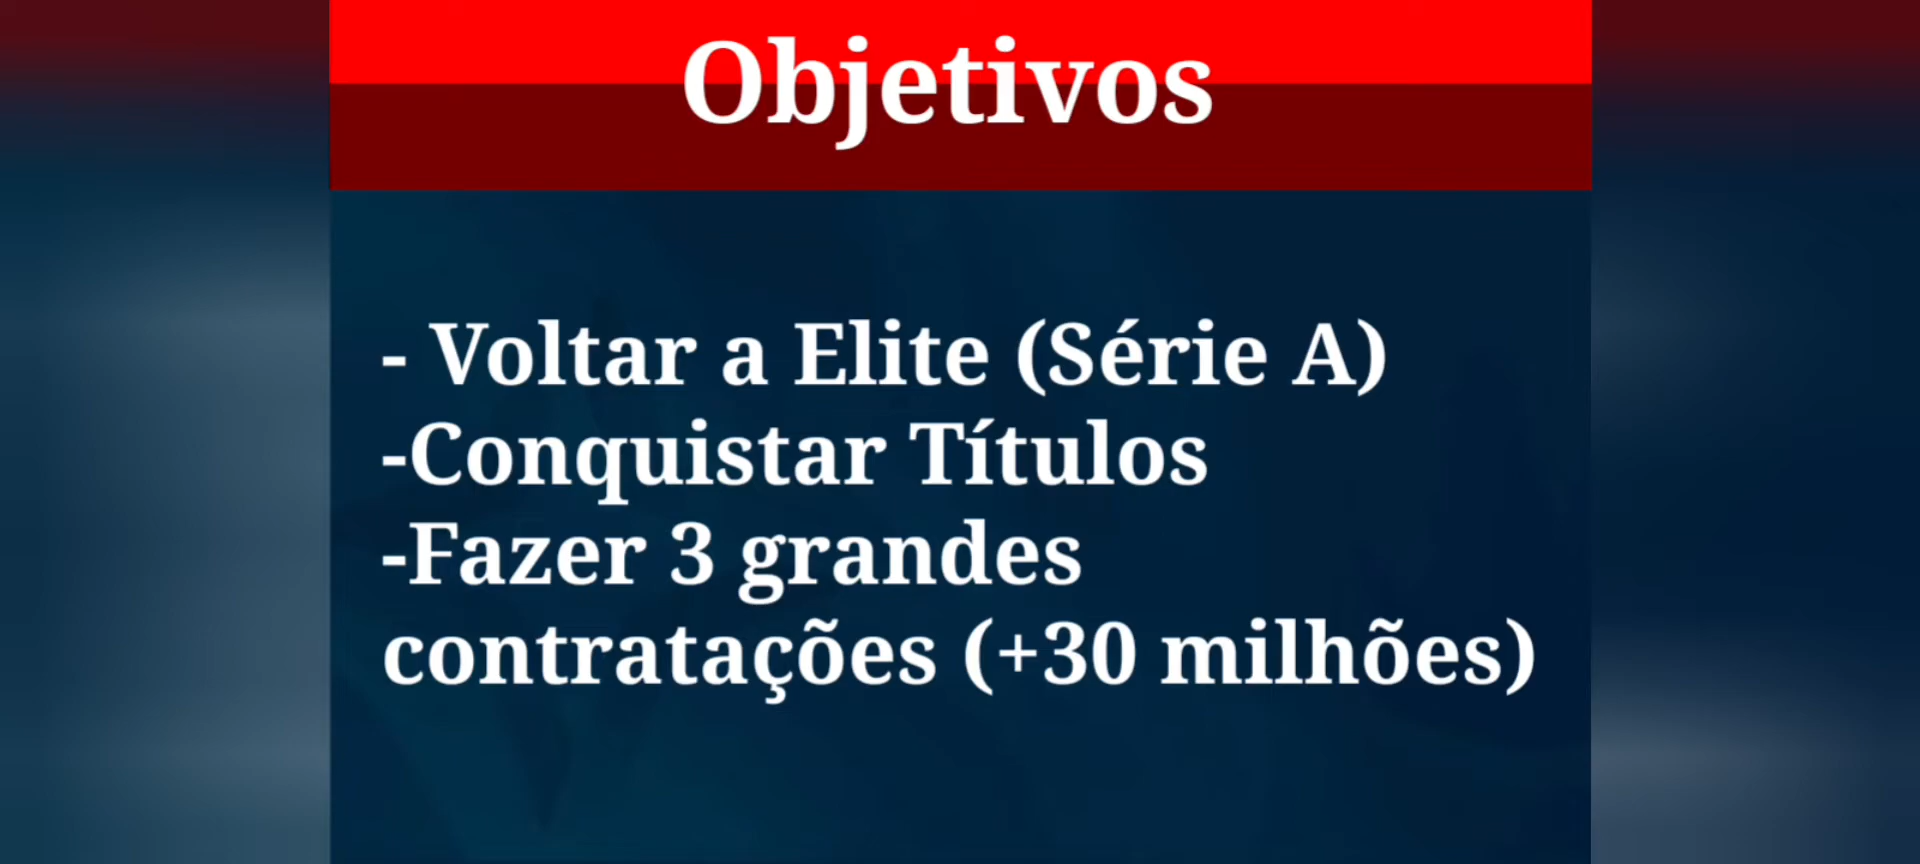 Objetivos
- Voltar a Elite (Série A)
-Conquistar Títulos
-Fazer 3 grandes
contratações (+30 milhões)